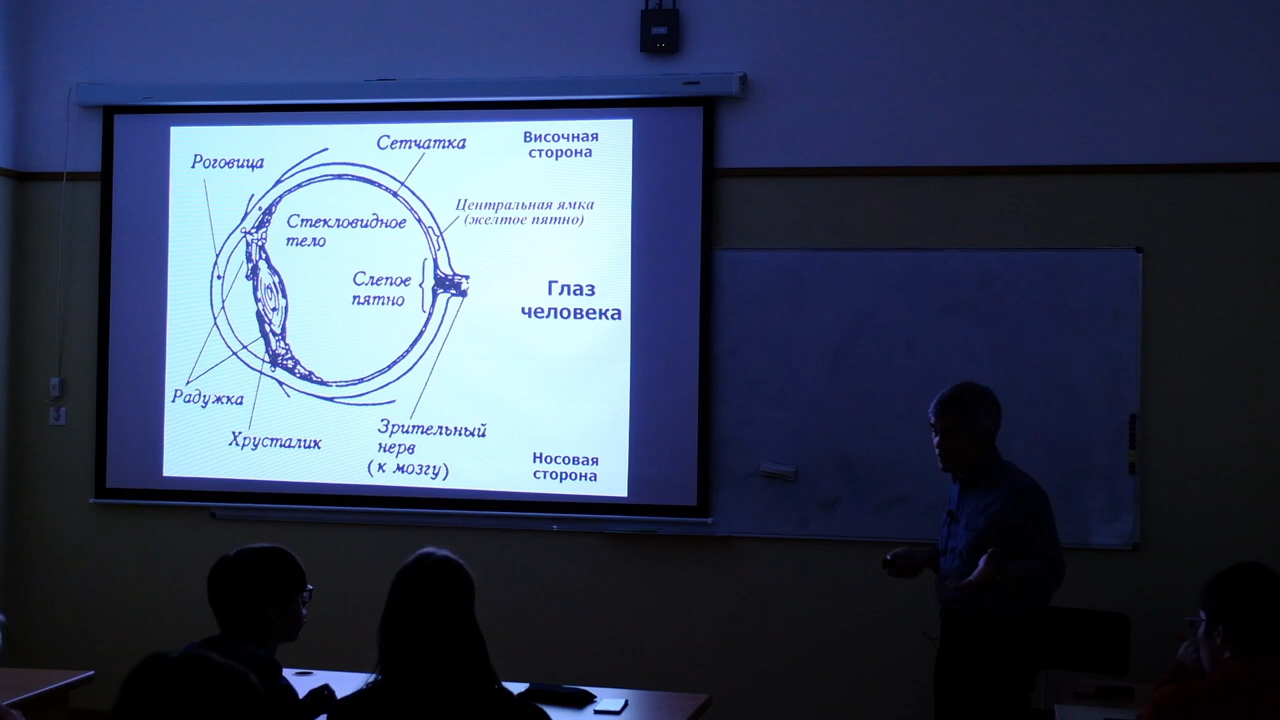 Сетчатка
Височная
сторона
Роговица
Центральная ямка
(желтое пятно)
Стекловидное
тело
Слепое
пятно
Глаз
человека
Радужка
Хрусталик
Зрительный
нерв
(к мозгу)
Носовая
сторона